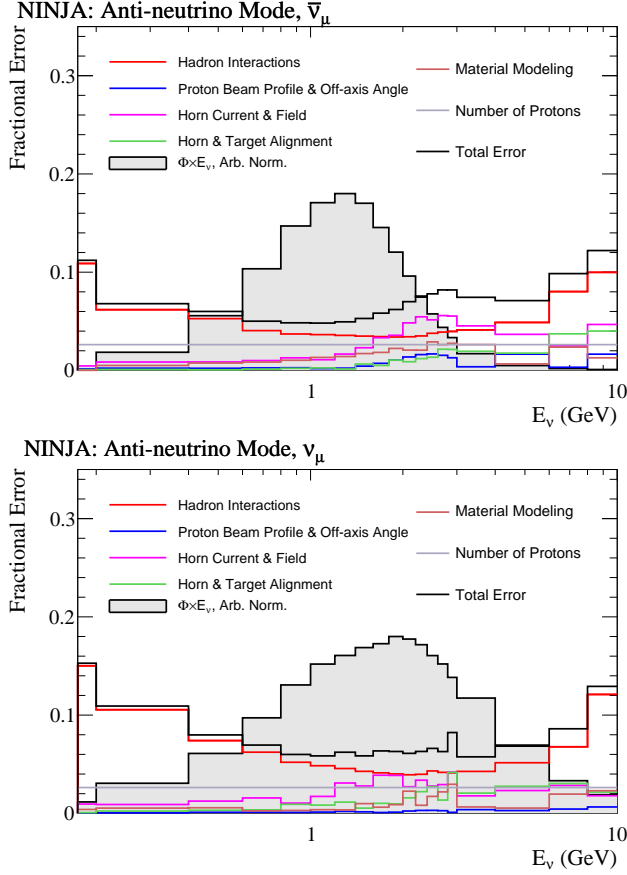 NINJA: Anti-neutrino Mode, ν̅μ
Fractional Error
0.3
0.2
0.1
0
Hadron Interactions
Proton Beam Profile & Off-axis Angle
Horn Current & Field
Horn & Target Alignment
Φ×Eν, Arb. Norm.
Material Modeling
Number of Protons
Total Error
1
10
Eν (GeV)
NINJA: Anti-neutrino Mode, νμ
Fractional Error
0.3
0.2
0.1
0
Hadron Interactions
Proton Beam Profile & Off-axis Angle
Horn Current & Field
Horn & Target Alignment
Φ×Eν, Arb. Norm.
Material Modeling
Number of Protons
Total Error
1
10
Eν (GeV)